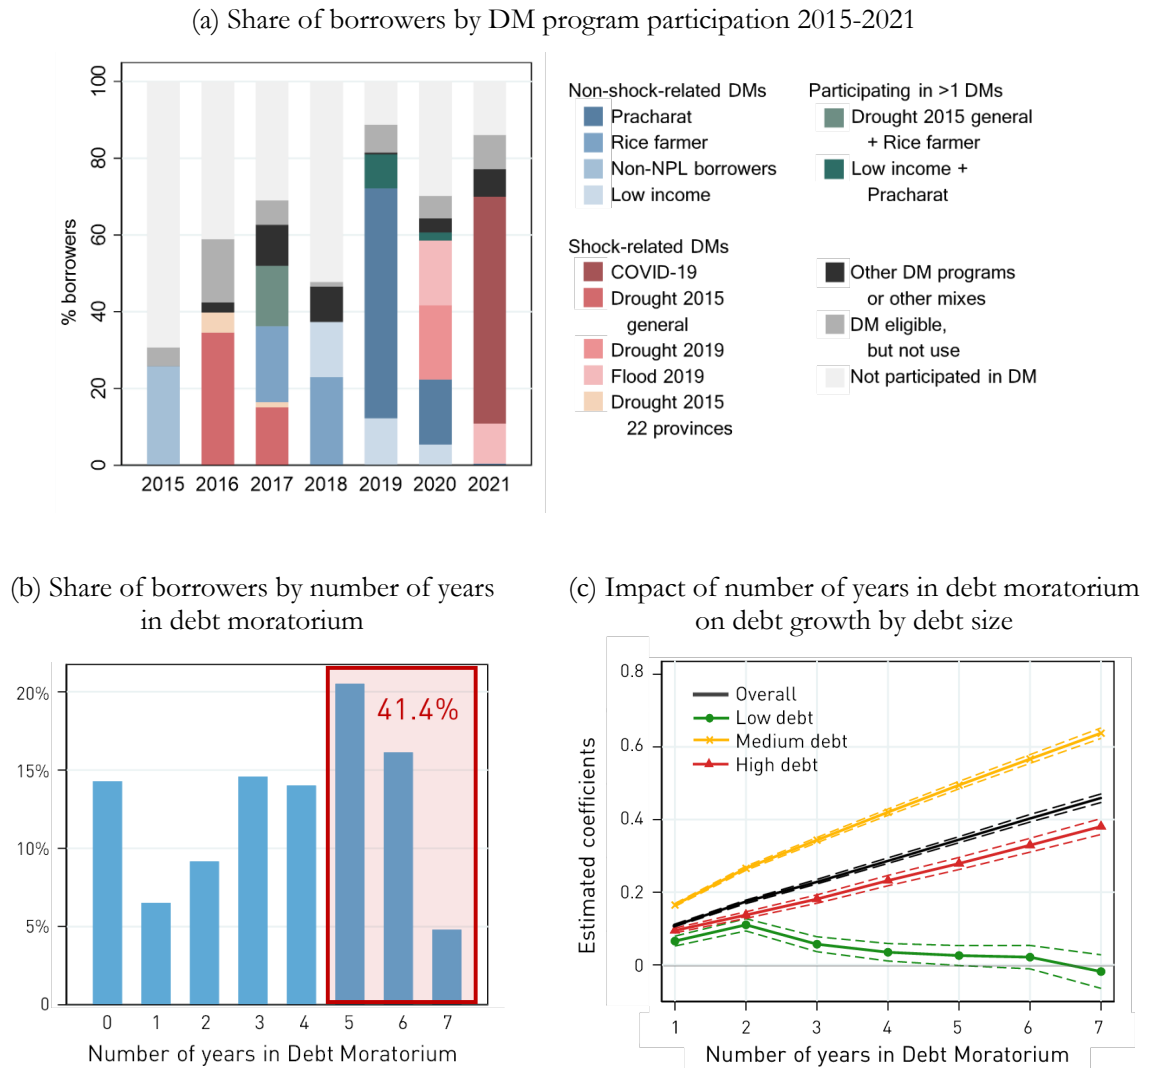 (a) Share of borrowers by DM program participation 2015-2021
% borrowers
100
80
60
40
20
0
2015 2016 2017 2018 2019 2020 2021
Non-shock-related DMs
Pracharat
Rice farmer
Non-NPL borrowers
Low income
Shock-related DMs
COVID-19
Drought 2015
general
Drought 2019
Flood 2019
Drought 2015
22 provinces
Participating in >1 DMs
Drought 2015 general
+ Rice farmer
Low income +
Pracharat
Other DM programs
or other mixes
DM eligible,
but not use
Not participated in DM
(b) Share of borrowers by number of years
in debt moratorium
20%
15%
10%
5%
0
41.4%
0 1 2 3 4 5 6 7
Number of years in Debt Moratorium
(c) Impact of number of years in debt moratorium
on debt growth by debt size
Estimated coefficients
0.8
0.6
0.4
0.2
0
Overall
Low debt
Medium debt
High debt
1 2 3 4 5 6 7
Number of years in Debt Moratorium